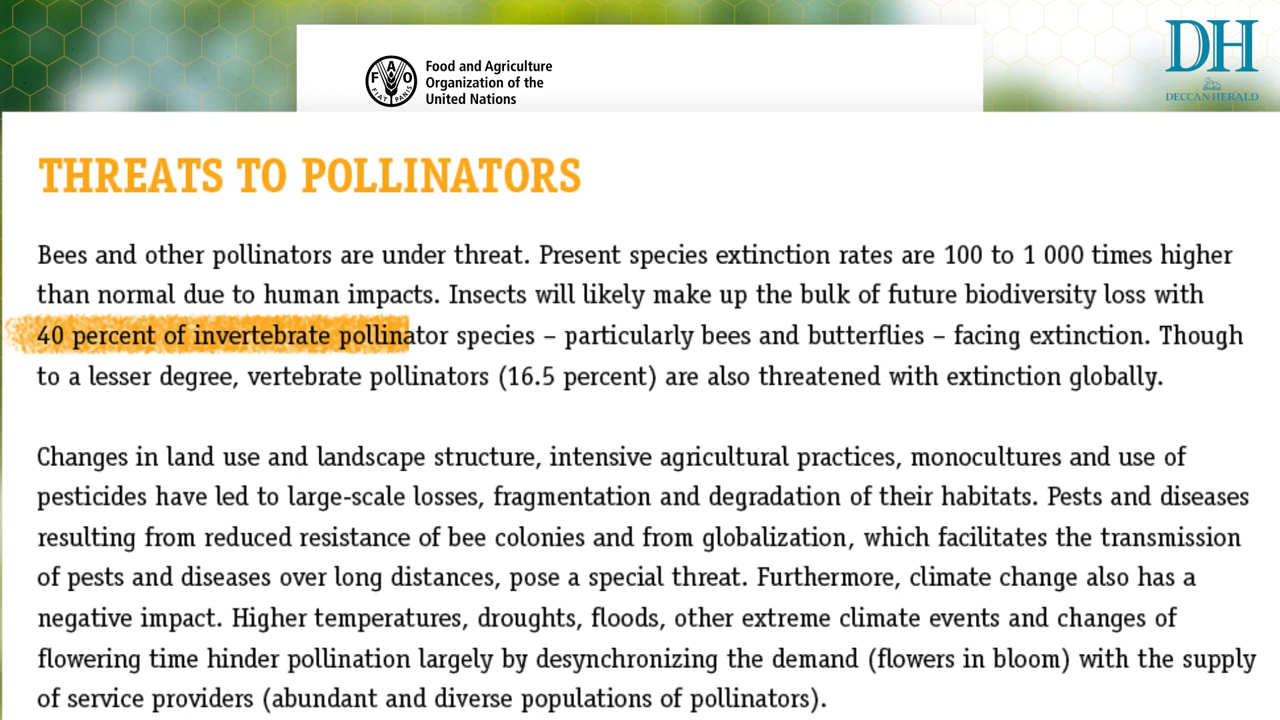 FAO
FIAT PANIS
Food and Agriculture
Organization of the
United Nations
DH
DECCAN HERALD
THREATS TO POLLINATORS
Bees and other pollinators are under threat. Present species extinction rates are 100 to 1 000 times higher
than normal due to human impacts. Insects will likely make up the bulk of future biodiversity loss with
40 percent of invertebrate pollinator species – particularly bees and butterflies – facing extinction. Though
to a lesser degree, vertebrate pollinators (16.5 percent) are also threatened with extinction globally.
Changes in land use and landscape structure, intensive agricultural practices, monocultures and use of
pesticides have led to large-scale losses, fragmentation and degradation of their habitats. Pests and diseases
resulting from reduced resistance of bee colonies and from globalization, which facilitates the transmission
of pests and diseases over long distances, pose a special threat. Furthermore, climate change also has a
negative impact. Higher temperatures, droughts, floods, other extreme climate events and changes of
flowering time hinder pollination largely by desynchronizing the demand (flowers in bloom) with the supply
of service providers (abundant and diverse populations of pollinators).